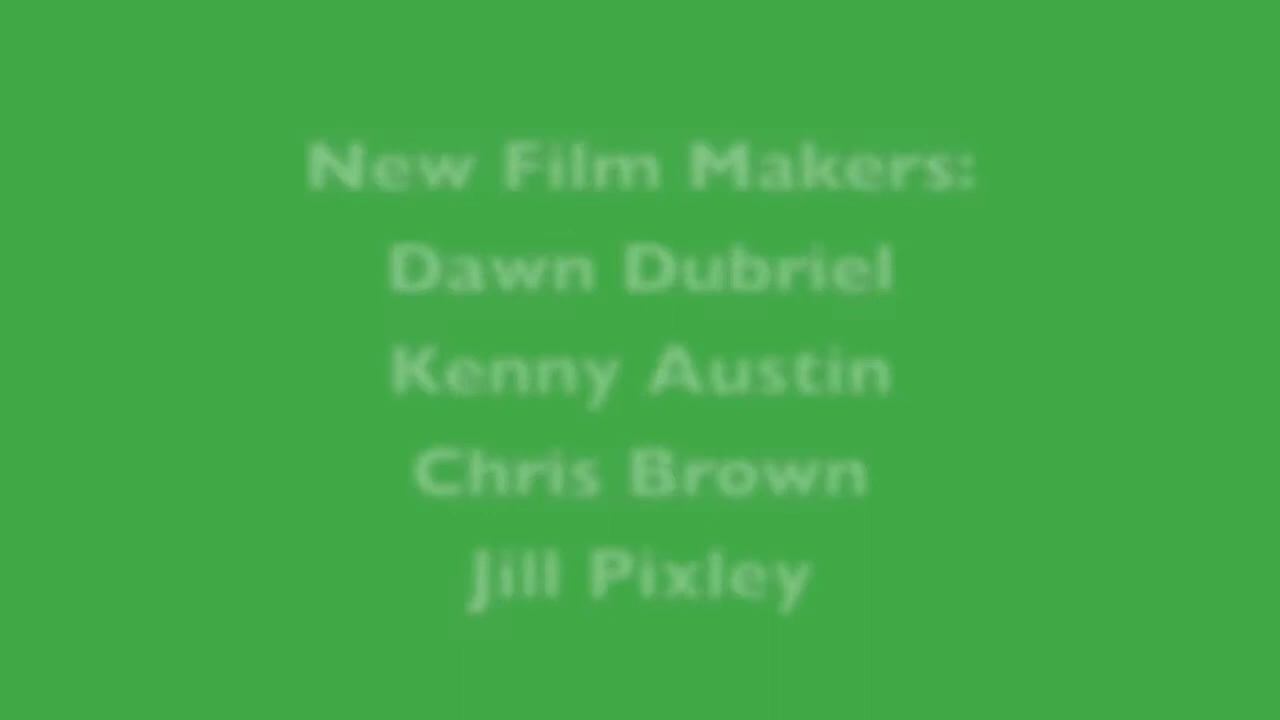 New Film Makers:
Dawn Dubriel
Kenny Austin
Chris Brown
Jill Pixley